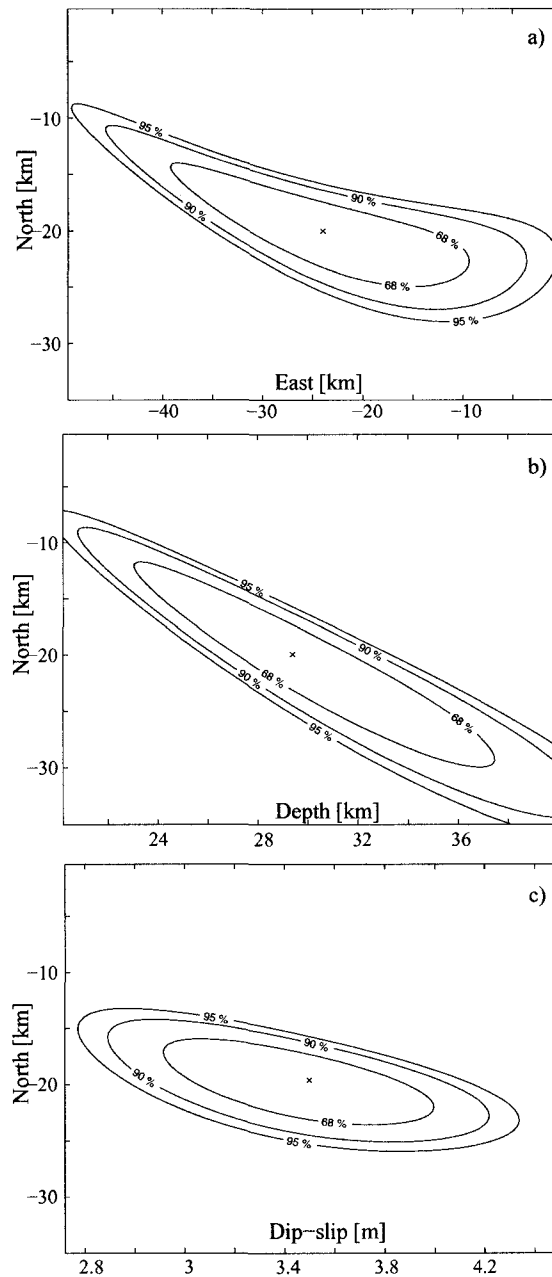 a)
North [km]
−10
−20
−30
95 %
90 %
90 %
68 %
68 %
95 %
East [km]
−40 −30 −20 −10
b)
North [km]
−10
−20
−30
95 %
90 %
68 %
90 %
95 %
68 %
Depth [km]
24 28 32 36
c)
North [km]
−10
−20
−30
95 %
90 %
90 %
68 %
95 %
Dip−slip [m]
2.8 3 3.4 3.8 4.2